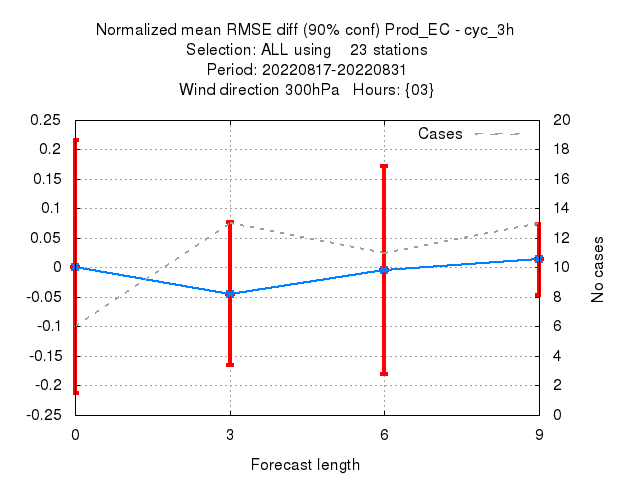 Normalized mean RMSE diff (90% conf) Prod_EC - cyc_3h
Selection: ALL using    23 stations
Period: 20220817-20220831
Wind direction 300hPa   Hours: {03}
Cases
0.25
0.2
0.15
0.1
0.05
0
-0.05
-0.1
-0.15
-0.2
-0.25
20
18
16
14
12
10
8
6
4
2
0
No cases
0 3 6 9
Forecast length